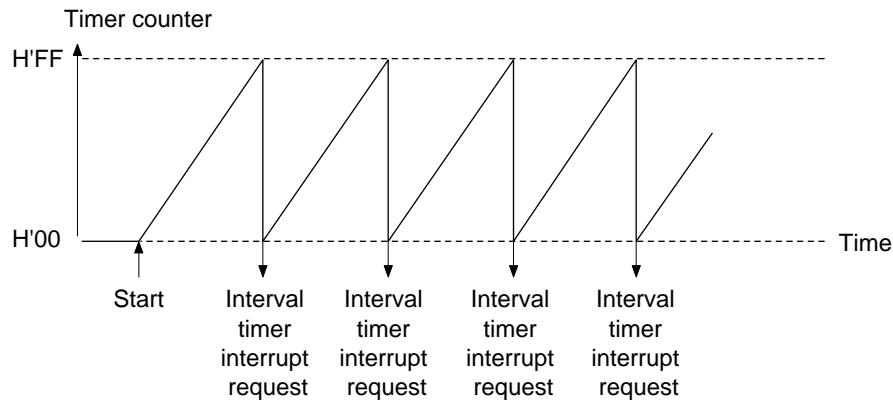 Timer counter
H'FF
H'00
Time
Start
Interval
timer
interrupt
request
Interval
timer
interrupt
request
Interval
timer
interrupt
request
Interval
timer
interrupt
request